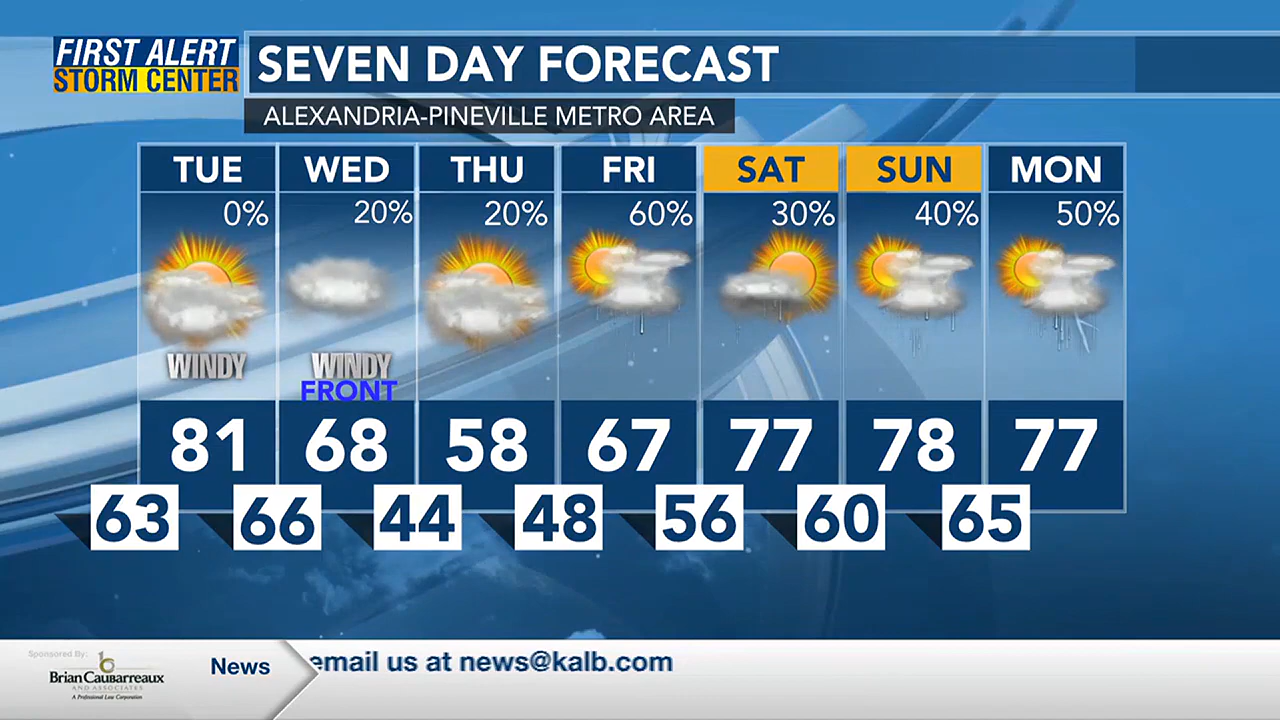 FIRST ALERT
STORM CENTER
SEVEN DAY FORECAST
ALEXANDRIA-PINEVILLE METRO AREA
TUE WED THU FRI SAT SUN MON
0% 20% 20% 60% 30% 40% 50%
WINDY WINDY
FRONT
81 68 58 67 77 78 77
63 66 44 48 56 60 65
Sponsored By:
Brian Caubarreaux
AND ASSOCIATES
A Professional Law Corporation
News
email us at news@kalb.com